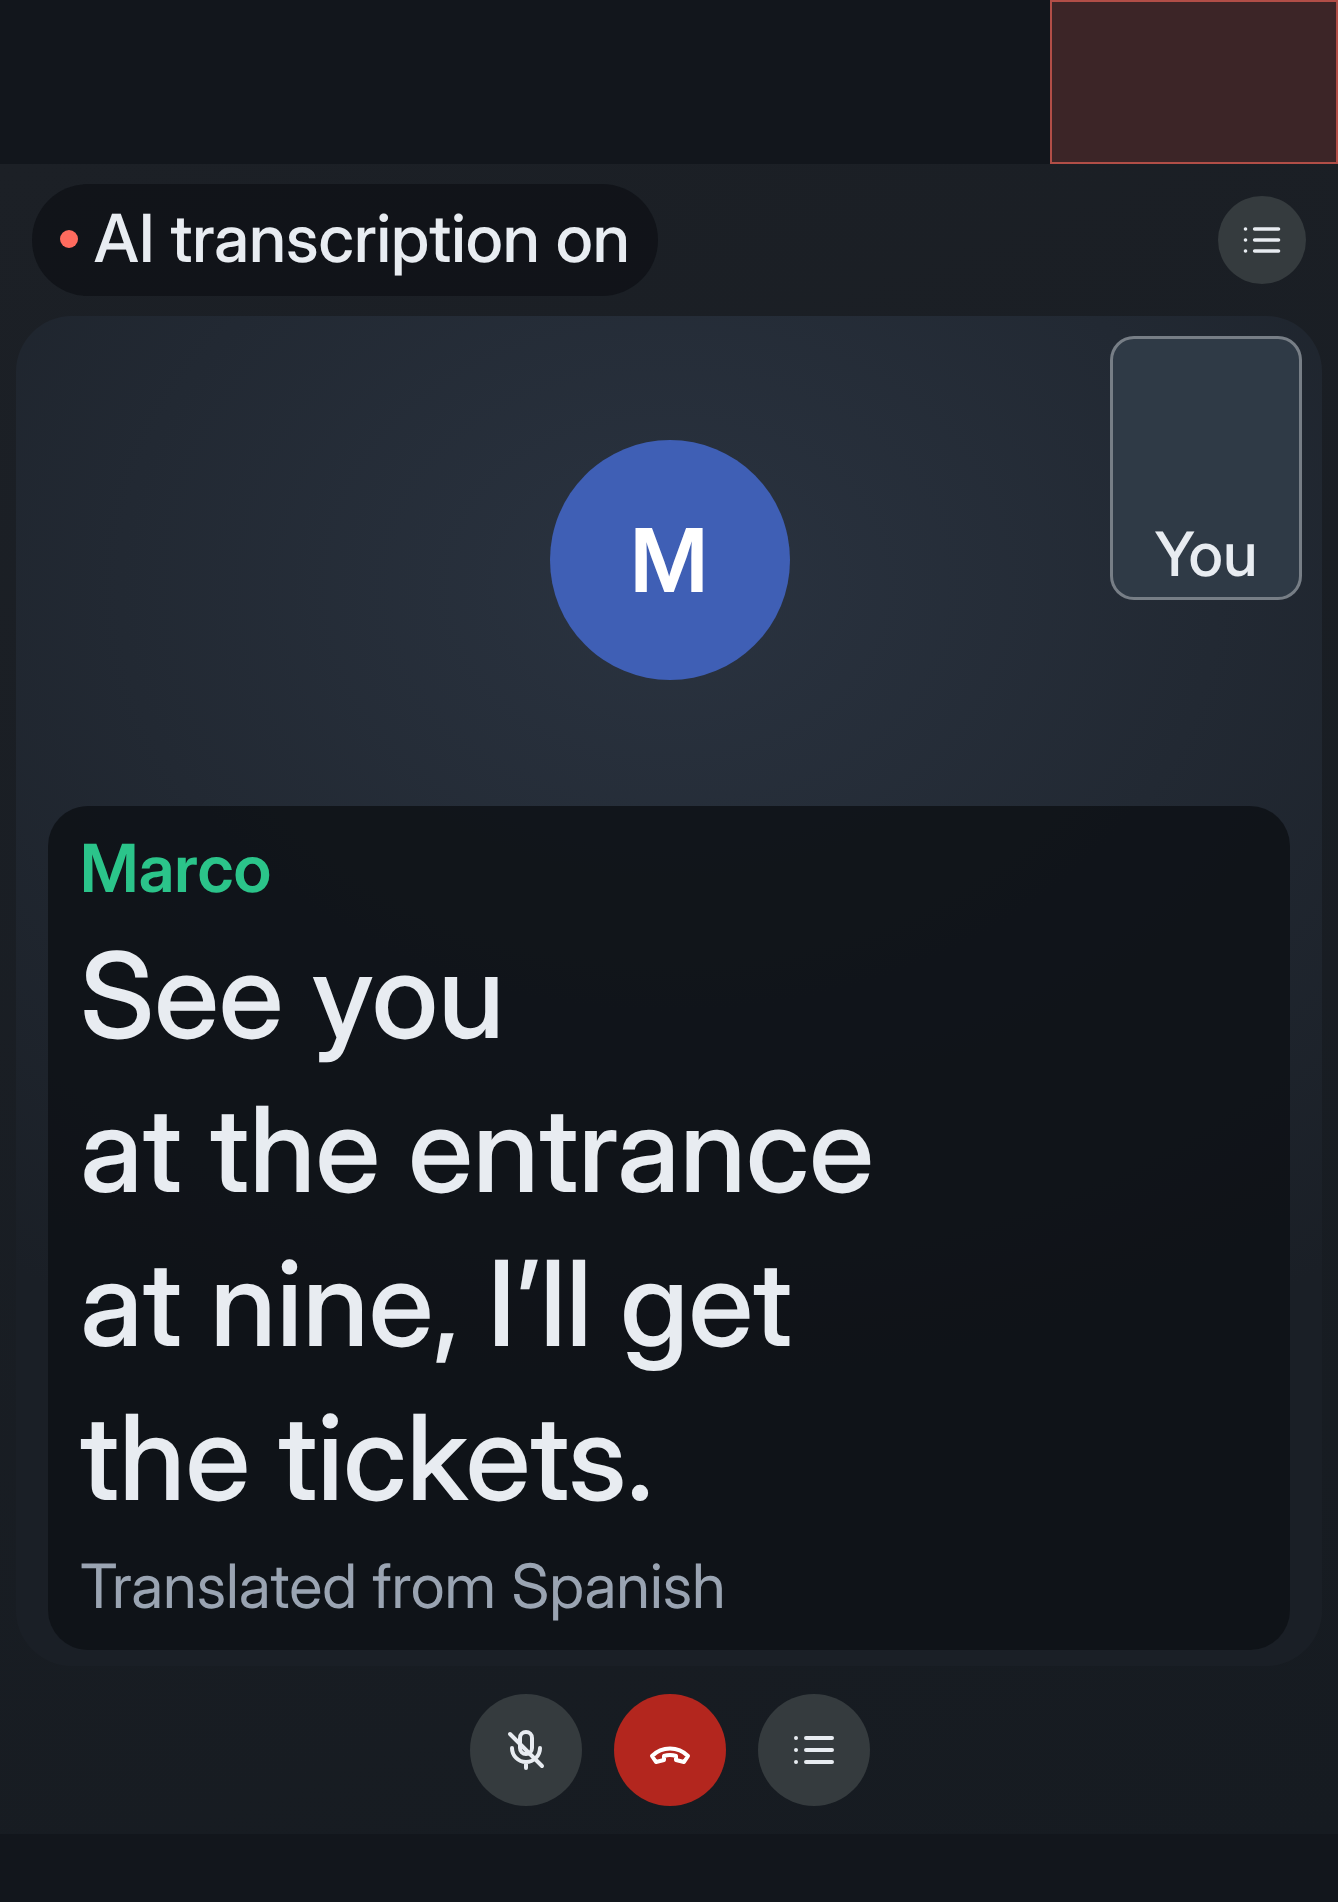 AI transcription on
M
You
Marco
See you
at the entrance
at nine, I’ll get
the tickets.
Translated from Spanish